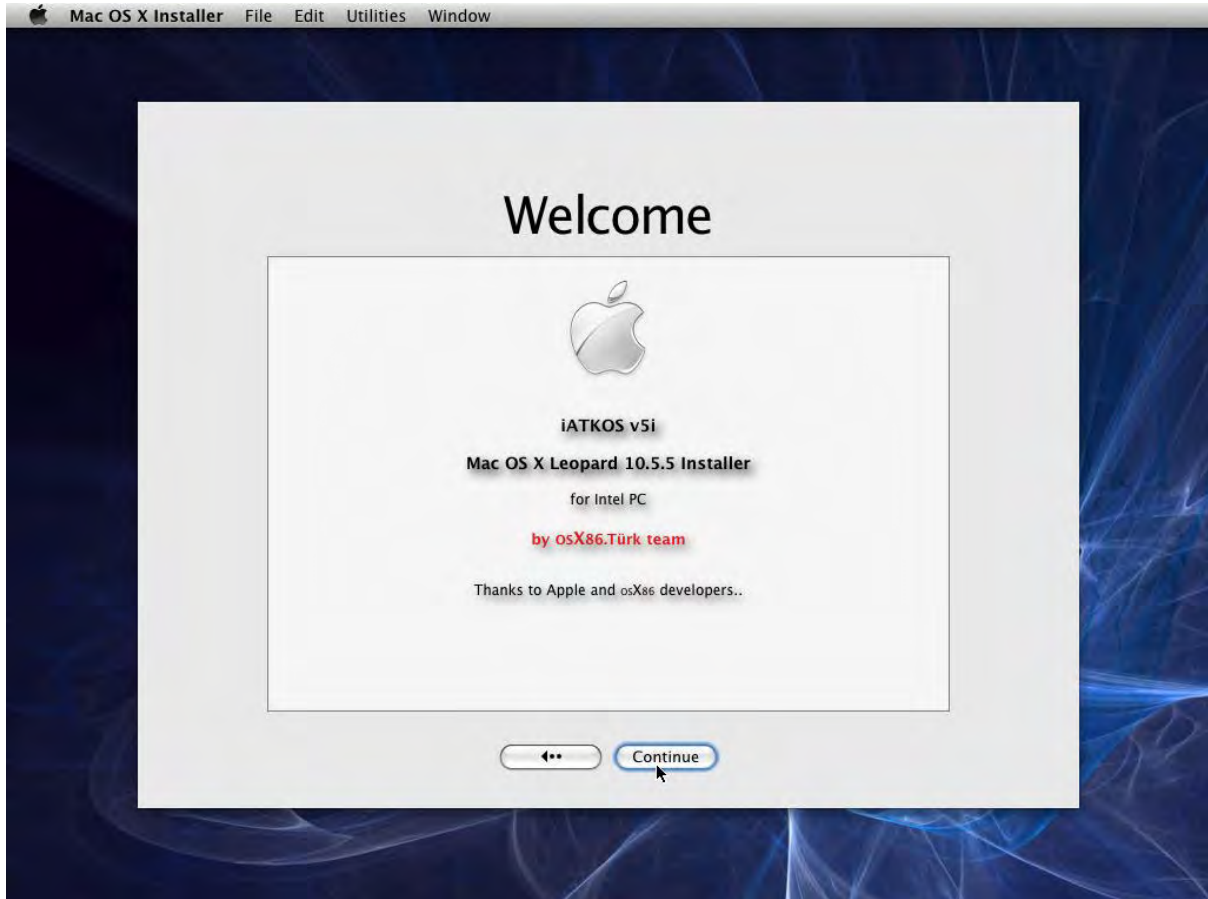 Mac OS X Installer File Edit Utilities Window
Welcome
iATKOS v5i
Mac OS X Leopard 10.5.5 Installer
for Intel PC
by osX86.Türk team
Thanks to Apple and osX86 developers..
Continue